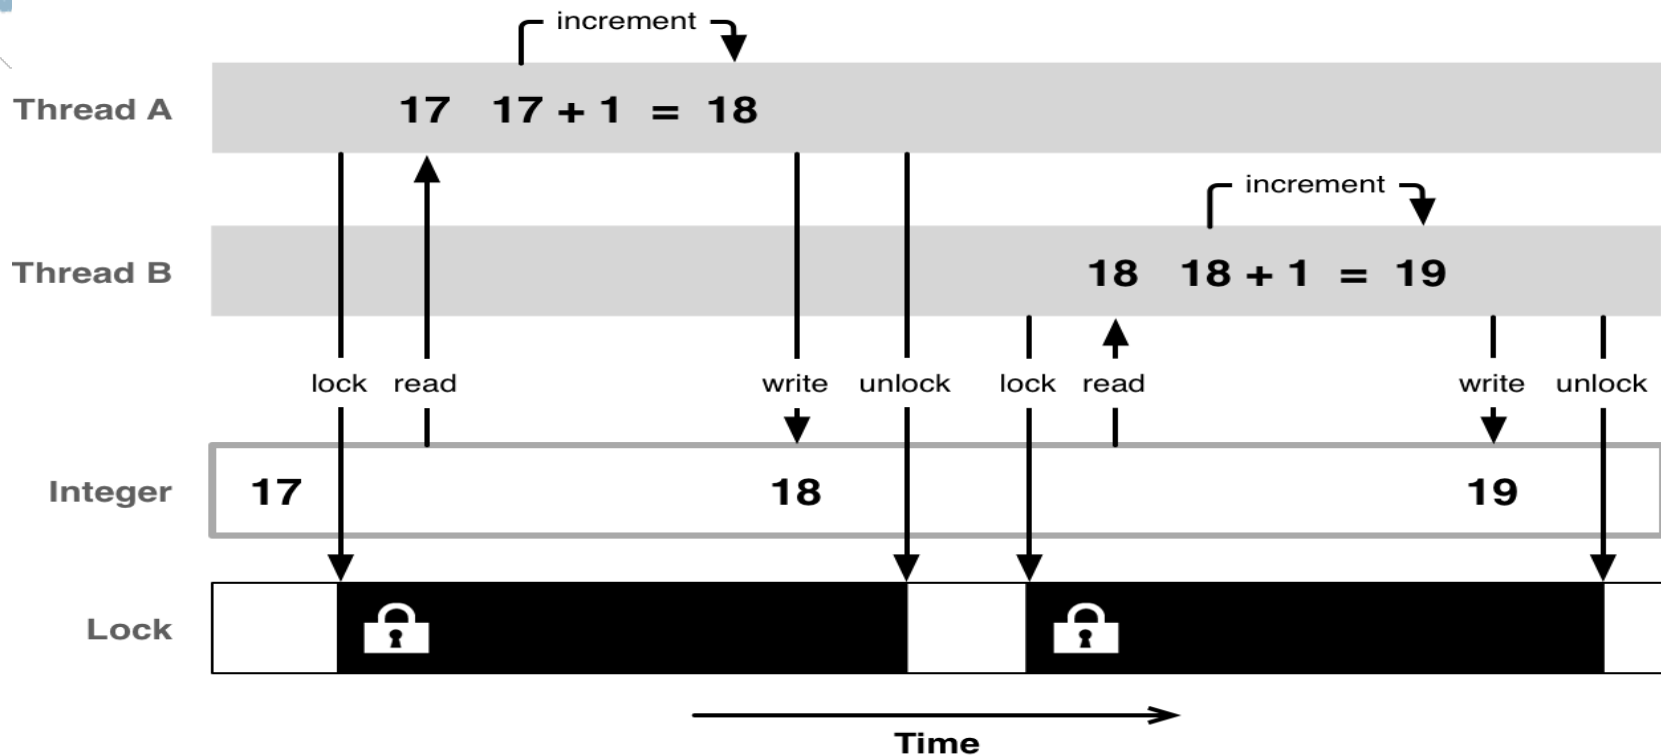 increment
Thread A 17 17 + 1 = 18
increment
Thread B 18 18 + 1 = 19
lock read write unlock lock read write unlock
Integer 17 18 19
Lock
Time